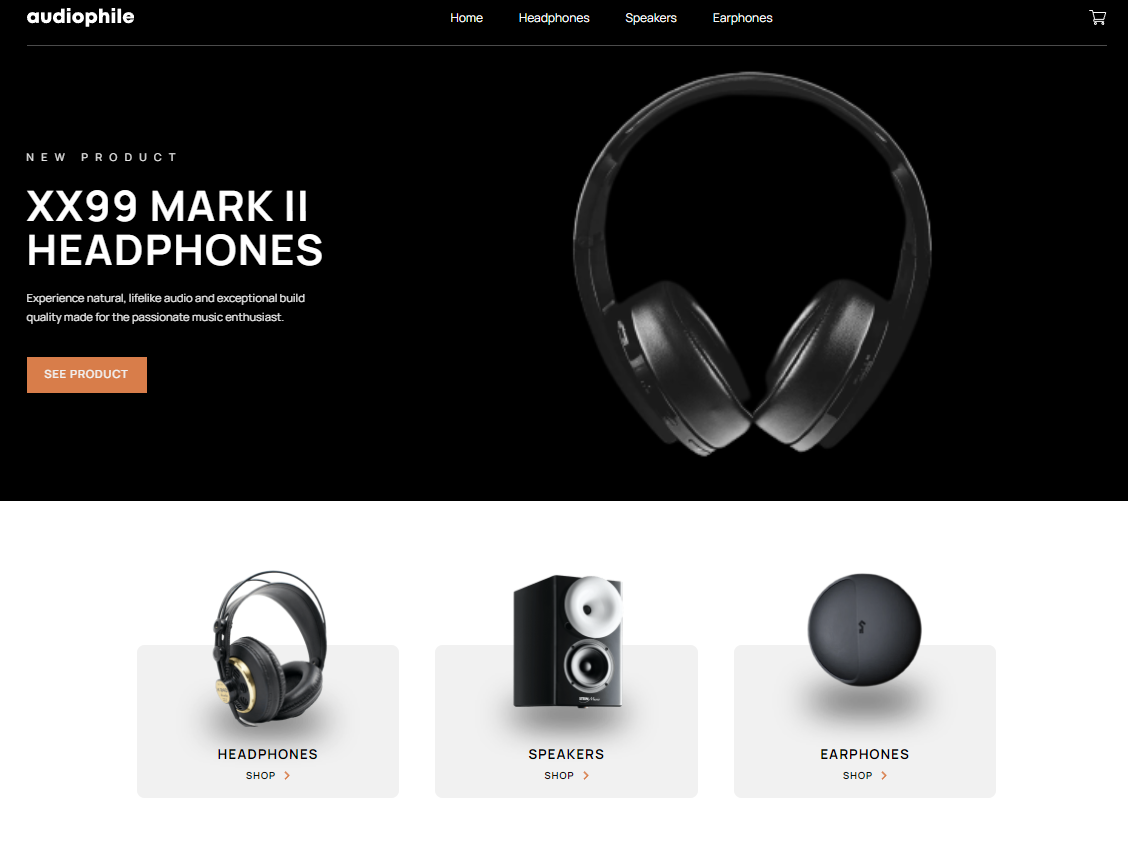 audiophile
Home Headphones Speakers Earphones
NEW PRODUCT
XX99 MARK II
HEADPHONES
Experience natural, lifelike audio and exceptional build
quality made for the passionate music enthusiast.
SEE PRODUCT
HEADPHONES
SHOP
SPEAKERS
SHOP
EARPHONES
SHOP